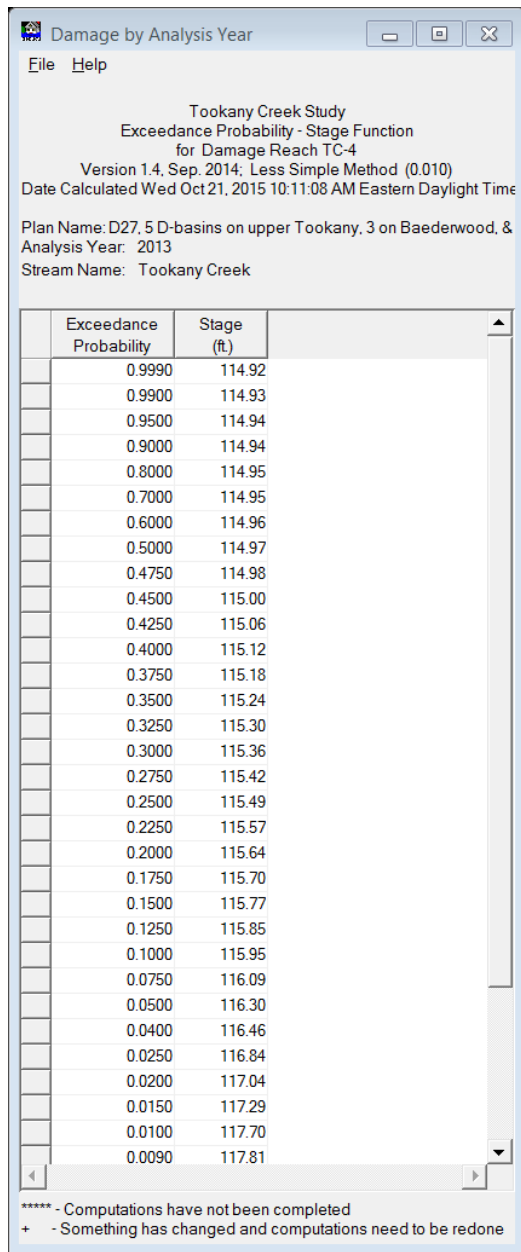 Damage by Analysis Year
File Help
Tookany Creek Study
Exceedance Probability - Stage Function
for Damage Reach TC-4
Version 1.4, Sep. 2014; Less Simple Method (0.010)
Date Calculated Wed Oct 21, 2015 10:11:08 AM Eastern Daylight Time
Plan Name: D27, 5 D-basins on upper Tookany, 3 on Baederwood, &
Analysis Year: 2013
Stream Name: Tookany Creek
Exceedance Stage
Probability (ft.)
0.9990 114.92
0.9900 114.93
0.9500 114.94
0.9000 114.94
0.8000 114.95
0.7000 114.95
0.6000 114.96
0.5000 114.97
0.4750 114.98
0.4500 115.00
0.4250 115.06
0.4000 115.12
0.3750 115.18
0.3500 115.24
0.3250 115.30
0.3000 115.36
0.2750 115.42
0.2500 115.49
0.2250 115.57
0.2000 115.64
0.1750 115.70
0.1500 115.77
0.1250 115.85
0.1000 115.95
0.0750 116.09
0.0500 116.30
0.0400 116.46
0.0250 116.84
0.0200 117.04
0.0150 117.29
0.0100 117.70
0.0090 117.81
***** - Computations have not been completed
+ - Something has changed and computations need to be redone